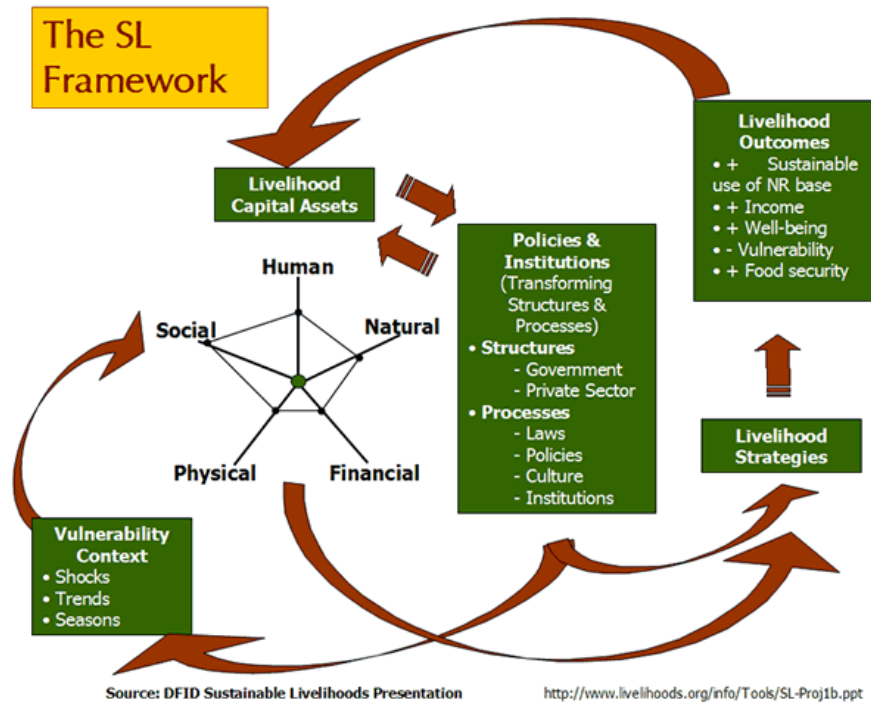 The SL
Framework
Livelihood
Capital Assets
Human
Social
Natural
Physical
Financial
Vulnerability
Context
• Shocks
• Trends
• Seasons
Policies &
Institutions
(Transforming
Structures &
Processes)
• Structures
- Government
- Private Sector
• Processes
- Laws
- Policies
- Culture
- Institutions
Livelihood
Outcomes
• + Sustainable
use of NR base
• + Income
• + Well-being
• - Vulnerability
• + Food security
Livelihood
Strategies
Source: DFID Sustainable Livelihoods Presentation
http://www.livelihoods.org/info/Tools/SL-Proj1b.ppt